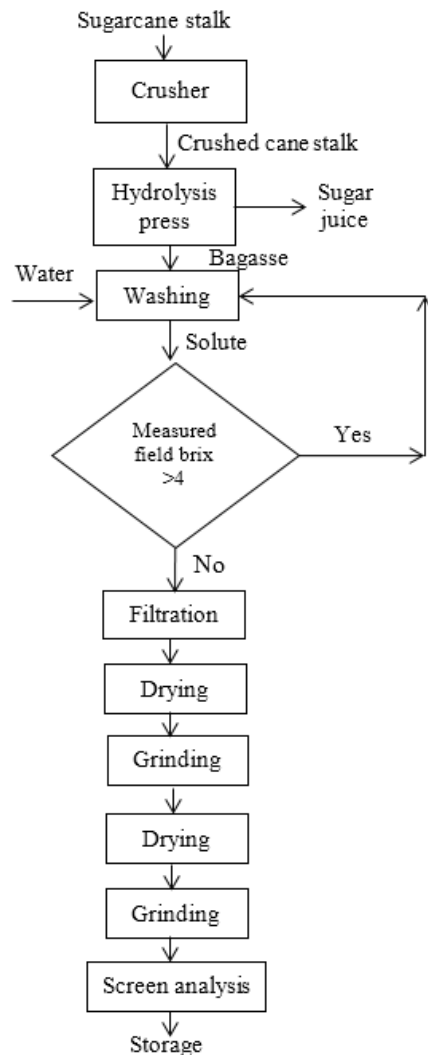 Sugarcane stalk
Crusher
Crushed cane stalk
Hydrolysis
press
Sugar
juice
Bagasse
Water
Washing
Solute
Measured
field brix
>4
Yes
No
Filtration
Drying
Grinding
Drying
Grinding
Screen analysis
Storage